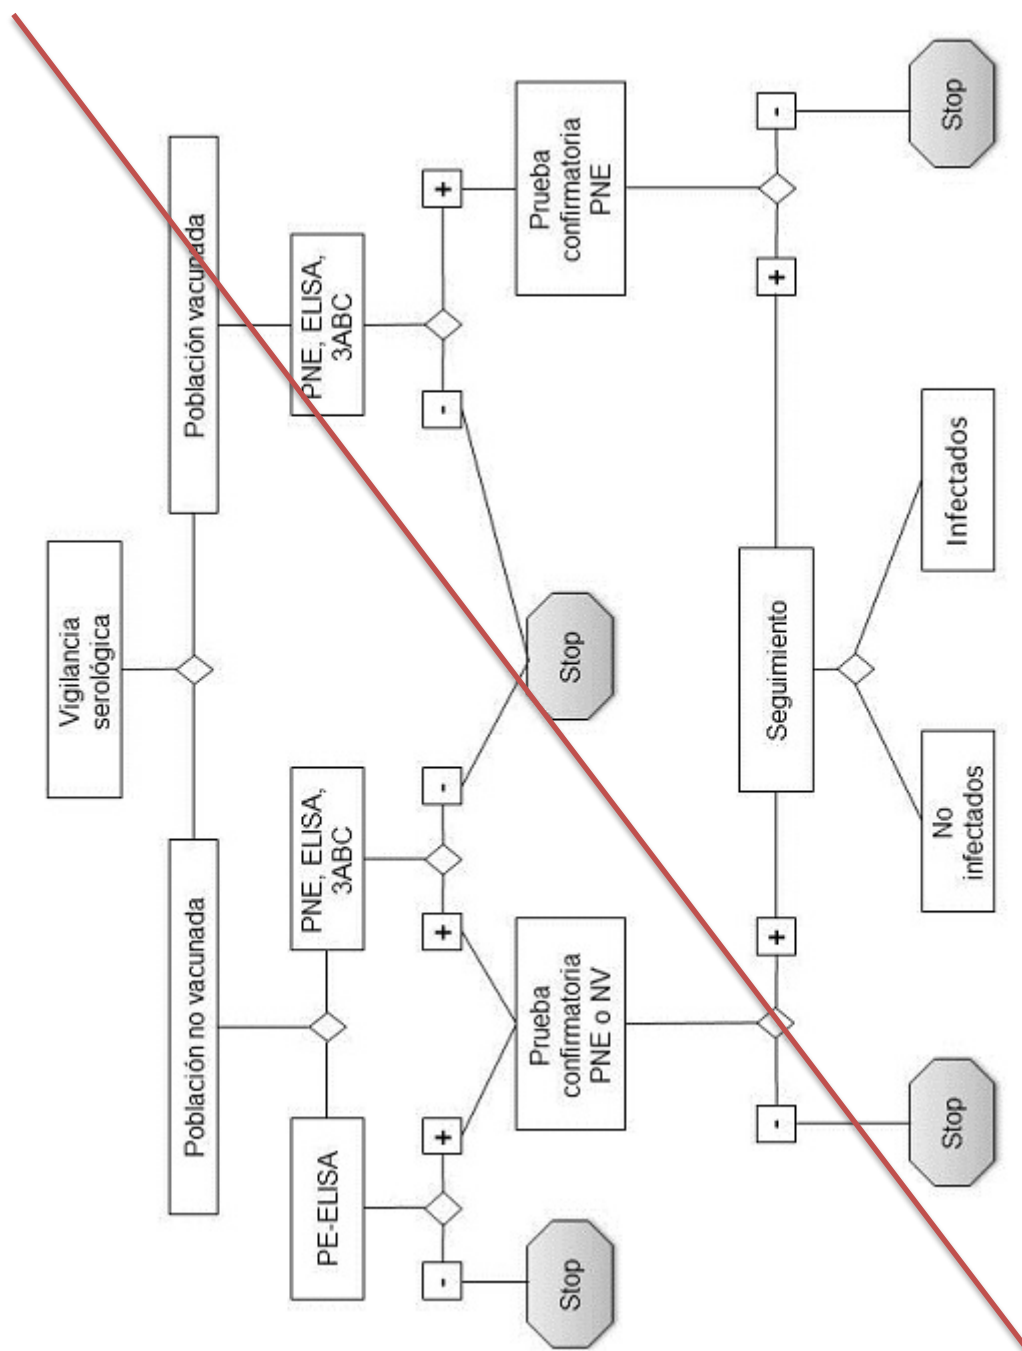 Vigilancia
serológica
Población no vacunada
Población vacunada
PE-ELISA
PNE, ELISA,
3ABC
PNE, ELISA,
3ABC
-
+
+
-
-
+
Stop
Prueba
confirmatoria
PNE o NV
Stop
Prueba
confirmatoria
PNE
-
+
Seguimiento
+
-
Stop
No
infectados
Infectados
Stop